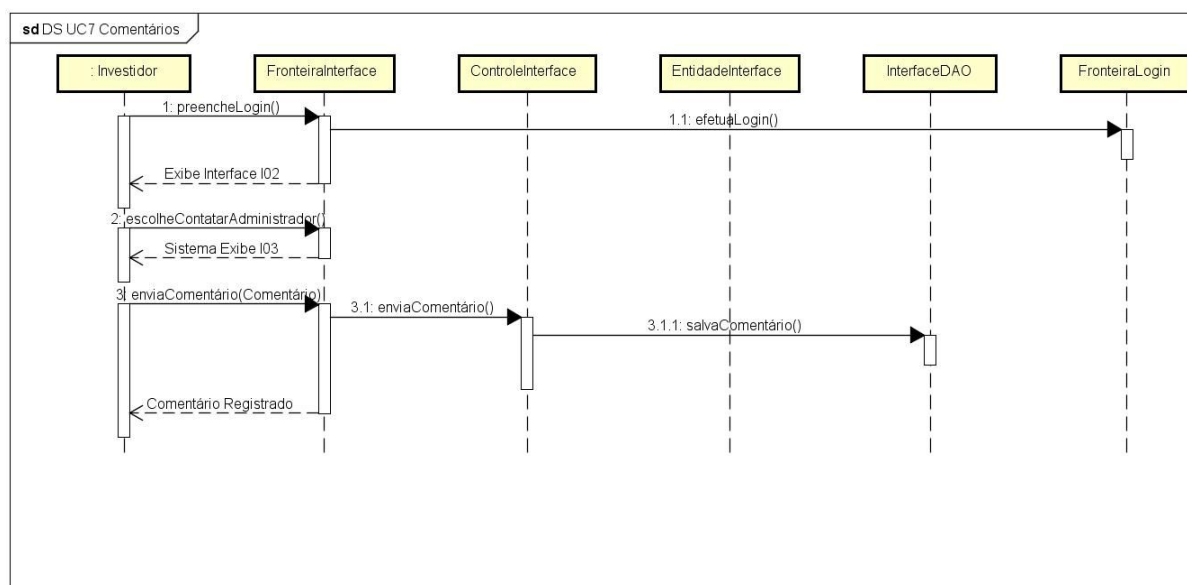 sd DS UC7 Comentários
: Investidor
FronteiraInterface
ControleInterface
EntidadeInterface
InterfaceDAO
FronteiraLogin
1: preencheLogin()
1.1: efetuaLogin()
Exibe Interface I02
2: escolheContatarAdministrador()
Sistema Exibe I03
3: enviaComentário(Comentário)
3.1: enviaComentário()
3.1.1: salvaComentário()
Comentário Registrado